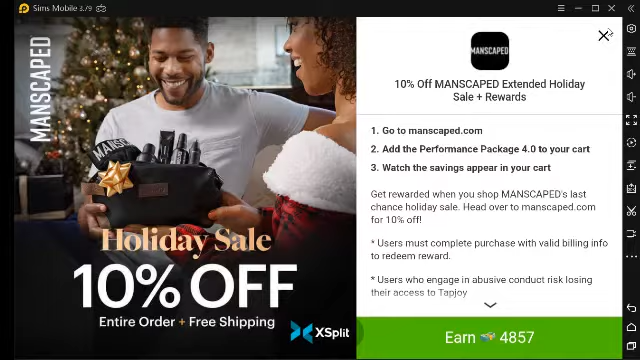 Sims Mobile 3.79
MANSCAPED
MANSCAPED
Holiday Sale
10% OFF
Entire Order + Free Shipping
XSplit
MANSCAPED
10% Off MANSCAPED Extended Holiday
Sale + Rewards
1. Go to manscaped.com
2. Add the Performance Package 4.0 to your cart
3. Watch the savings appear in your cart
Get rewarded when you shop MANSCAPED's last
chance holiday sale. Head over to manscaped.com
for 10% off!
* Users must complete purchase with valid billing info
to redeem reward.
* Users who engage in abusive conduct risk losing
their access to Tapjoy
Earn 4857